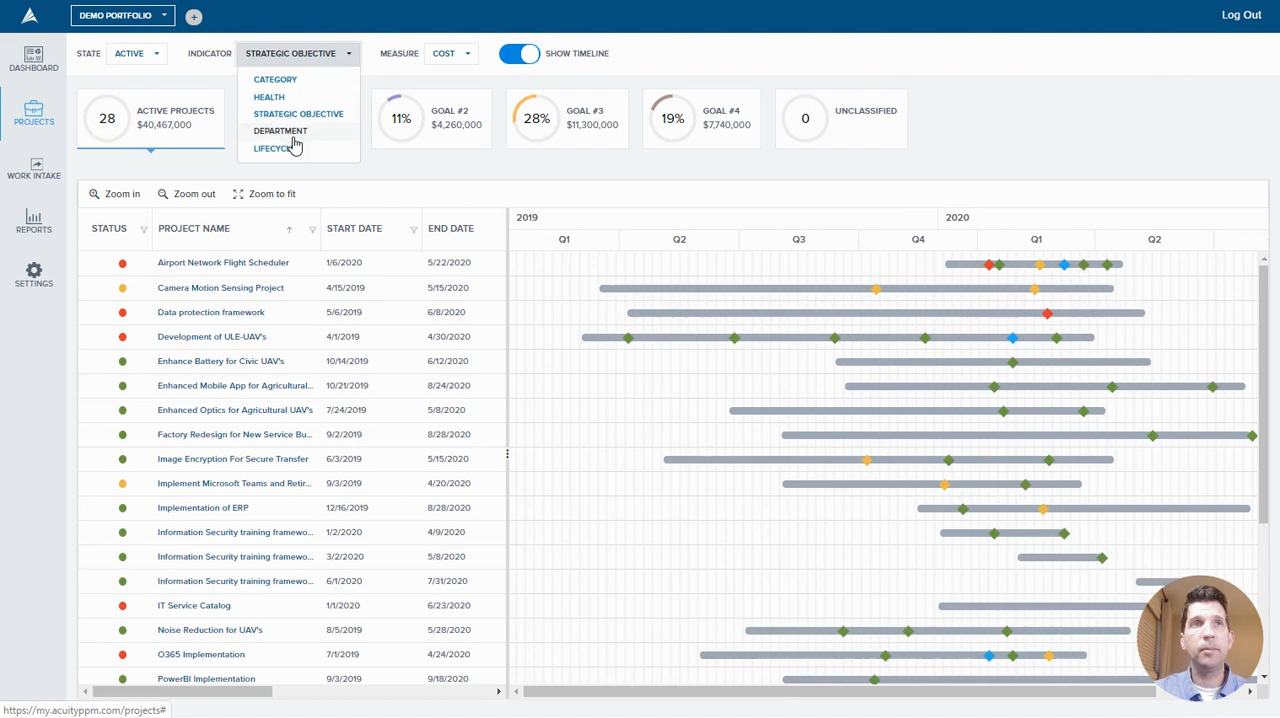 DEMO PORTFOLIO
+
Log Out
STATE ACTIVE INDICATOR STRATEGIC OBJECTIVE MEASURE COST SHOW TIMELINE
CATEGORY
HEALTH
STRATEGIC OBJECTIVE
DEPARTMENT
DASHBOARD
PROJECTS
WORK INTAKE
REPORTS
SETTINGS
28 ACTIVE PROJECTS
$40,467,000
11% GOAL #2
$4,260,000
28% GOAL #3
$11,300,000
19% GOAL #4
$7,740,000
0 UNCLASSIFIED
Zoom in Zoom out Zoom to fit
STATUS PROJECT NAME START DATE END DATE
2019 2020
Q1 Q2 Q3 Q4 Q1 Q2
Airport Network Flight Scheduler 1/6/2020 5/22/2020
Camera Motion Sensing Project 4/15/2019 5/15/2020
Data protection framework 5/6/2019 6/8/2020
Development of ULE-UAV's 4/1/2019 4/30/2020
Enhance Battery for Civic UAV's 10/14/2019 6/12/2020
Enhanced Mobile App for Agricultural... 10/21/2019 8/24/2020
Enhanced Optics for Agricultural UAV's 7/24/2019 5/8/2020
Factory Redesign for New Service Bu... 9/2/2019 8/28/2020
Image Encryption For Secure Transfer 6/3/2019 5/15/2020
Implement Microsoft Teams and Retir... 9/3/2019 4/20/2020
Implementation of ERP 12/16/2019 8/28/2020
Information Security training framewo... 1/2/2020 4/9/2020
Information Security training framewo... 3/2/2020 5/8/2020
Information Security training framewo... 6/1/2020 7/31/2020
IT Service Catalog 1/1/2020 6/23/2020
Noise Reduction for UAV's 8/5/2019 5/28/2020
O365 Implementation 7/1/2019 4/24/2020
PowerBI Implementation 9/3/2019 9/18/2020
https://my.acuityppm.com/projects#